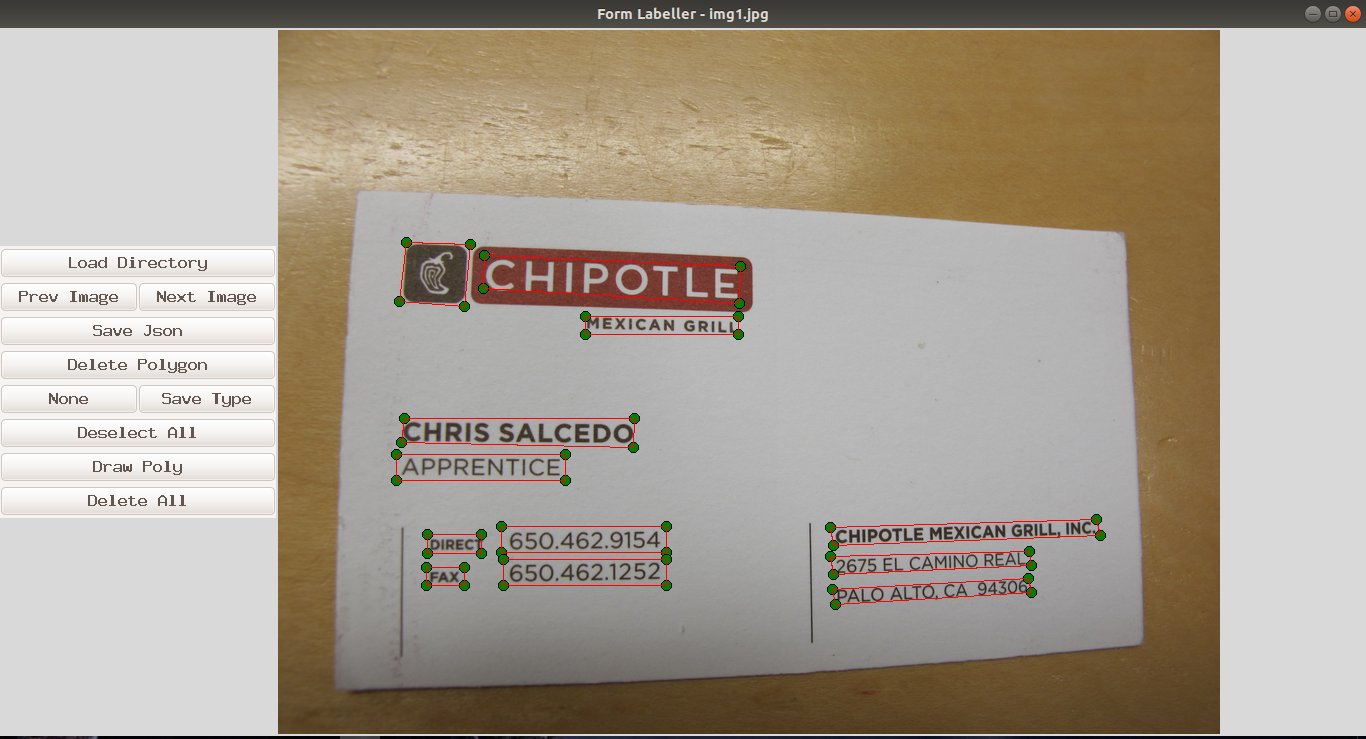 Form Labeller - img1.jpg
Load Directory
Prev Image
Next Image
Save Json
Delete Polygon
None
Save Type
Deselect All
Draw Poly
Delete All
CHIPOTLE
MEXICAN GRILL
CHRIS SALCEDO
APPRENTICE
DIRECT 650.462.9154
FAX 650.462.1252
CHIPOTLE MEXICAN GRILL, INC.
2675 EL CAMINO REAL
PALO ALTO, CA 94306